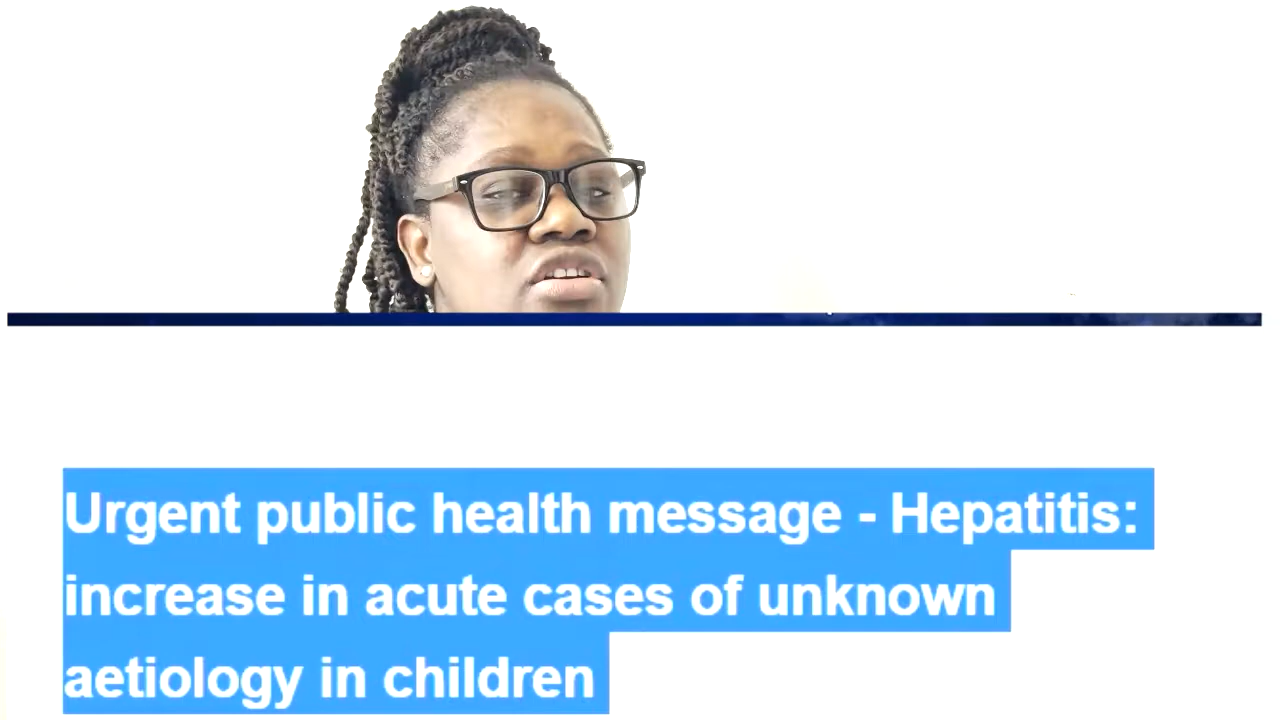 Urgent public health message - Hepatitis:
increase in acute cases of unknown
aetiology in children